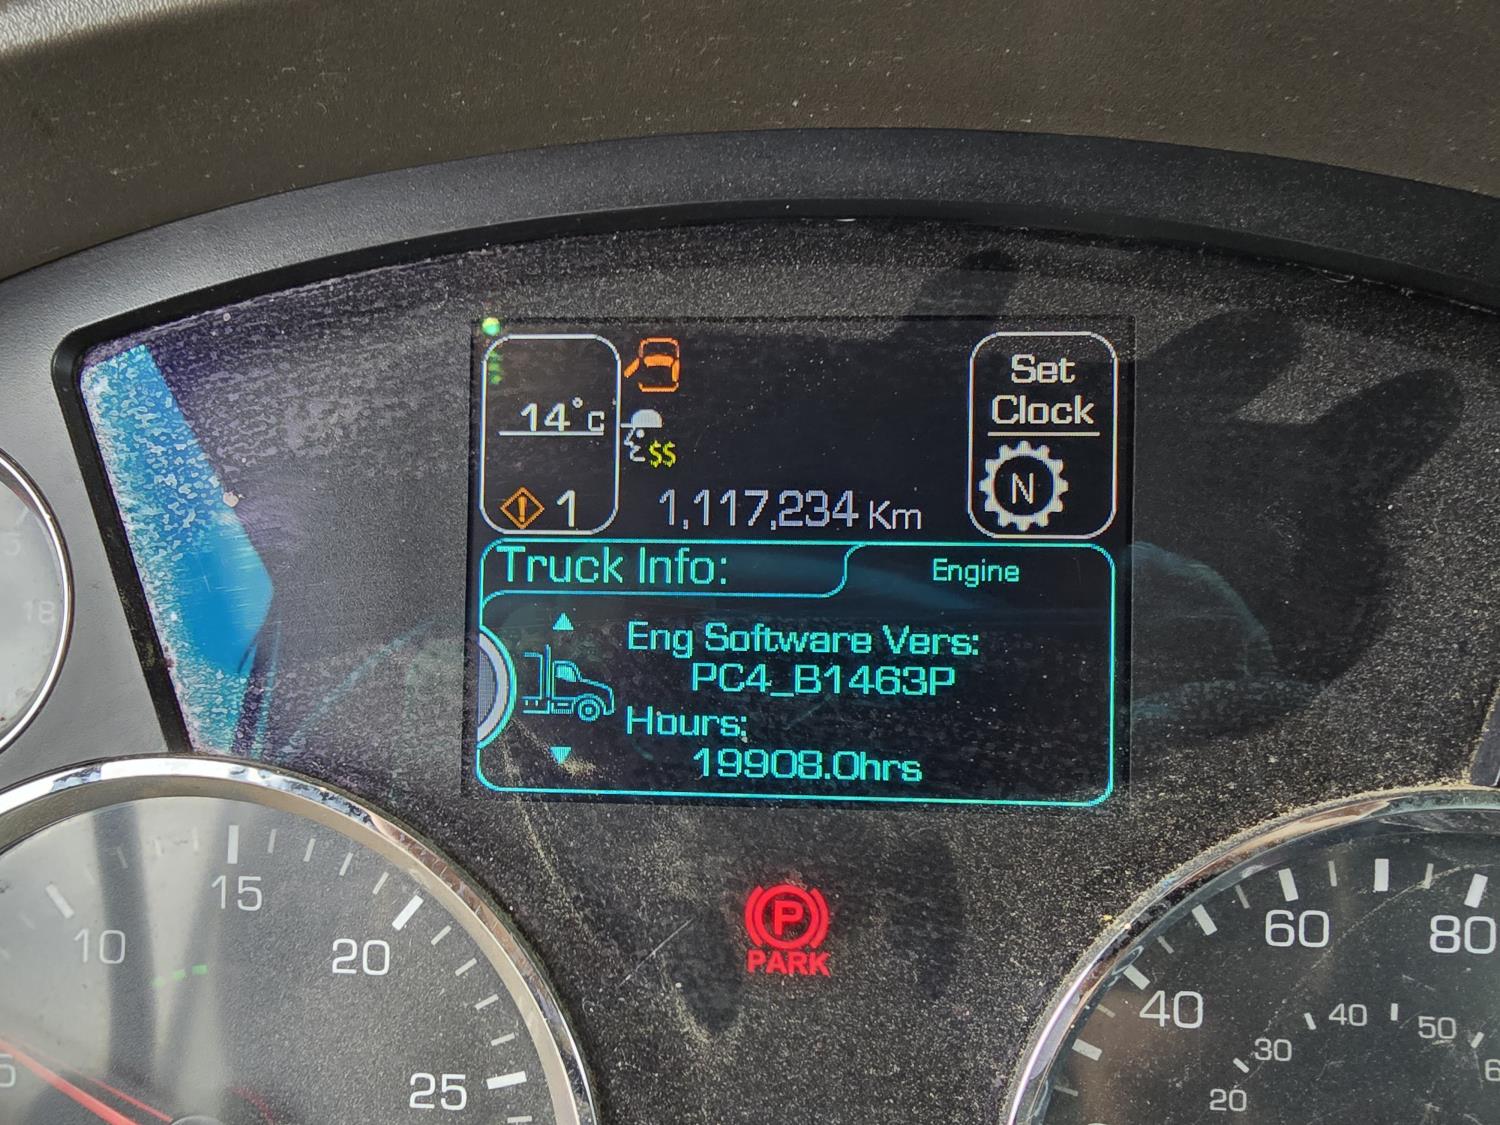 14°C
$$
1
1,117,234 Km
Set
Clock
N
Truck Info:
Engine
Eng Software Vers:
PC4_B1463P
Hours:
19908.0hrs
P
PARK
10
15
20
25
18
40
60
80
20
30
40
50